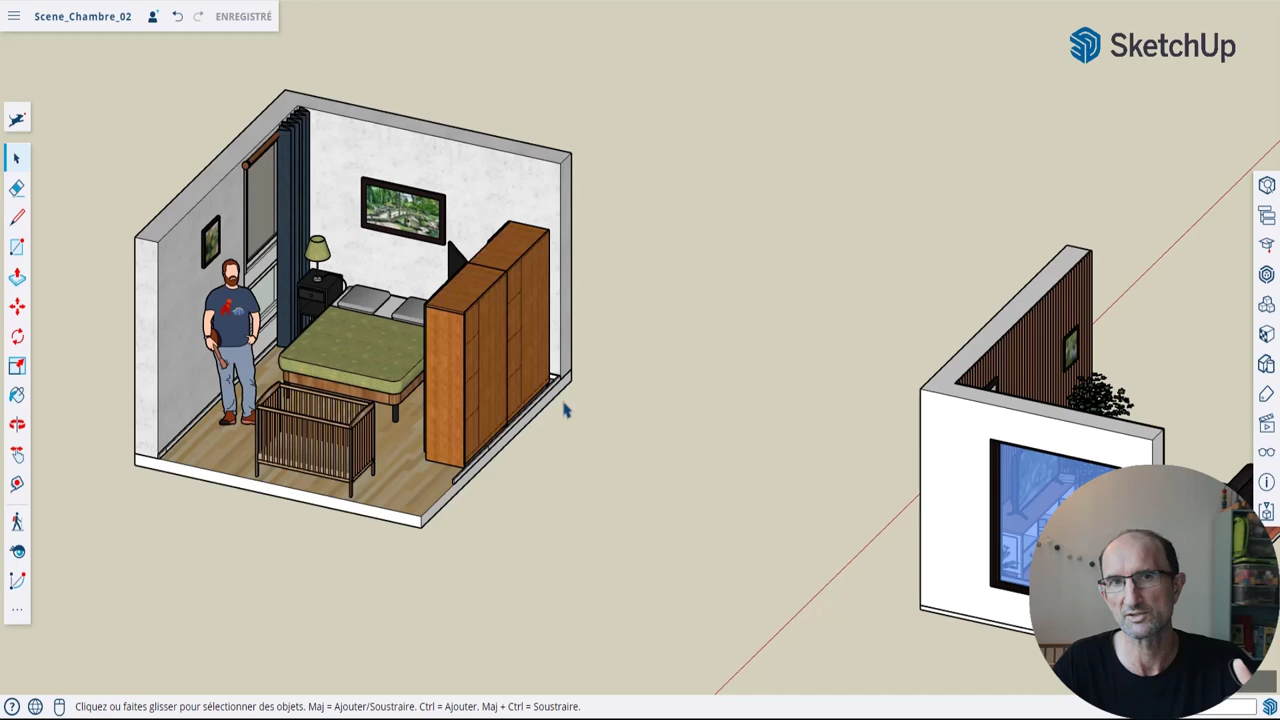 Scene_Chambre_02
ENREGISTRÉ
SketchUp
Cliquez ou faites glisser pour sélectionner des objets. Maj = Ajouter/Soustraire. Ctrl = Ajouter. Maj + Ctrl = Soustraire.